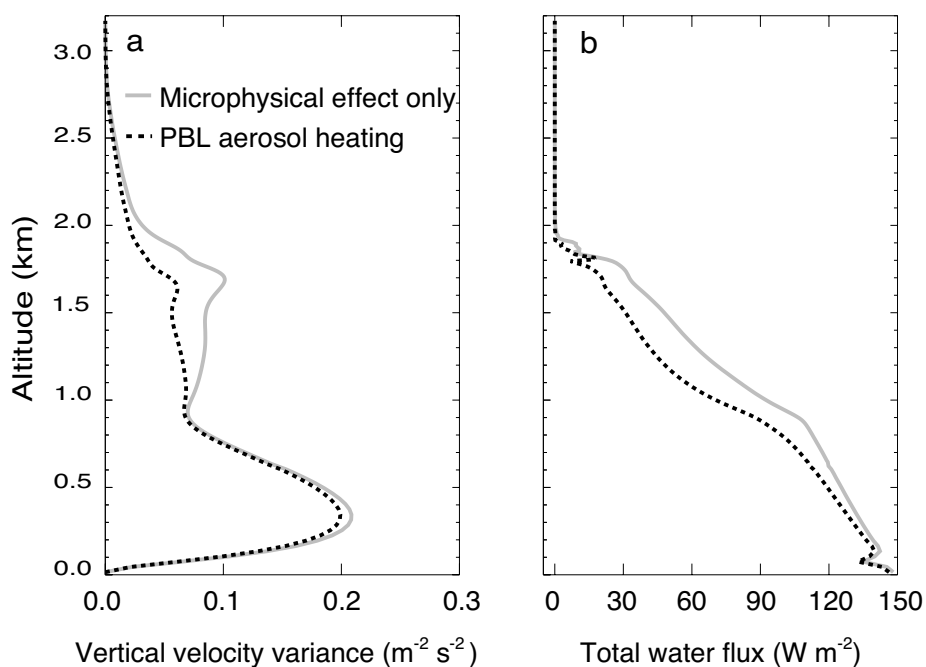 a
b
Microphysical effect only
PBL aerosol heating
Altitude (km)
3.0
2.5
2.0
1.5
1.0
0.5
0.0
0.0 0.1 0.2 0.3
0 30 60 90 120 150
Vertical velocity variance (m⁻² s⁻²)
Total water flux (W m⁻²)